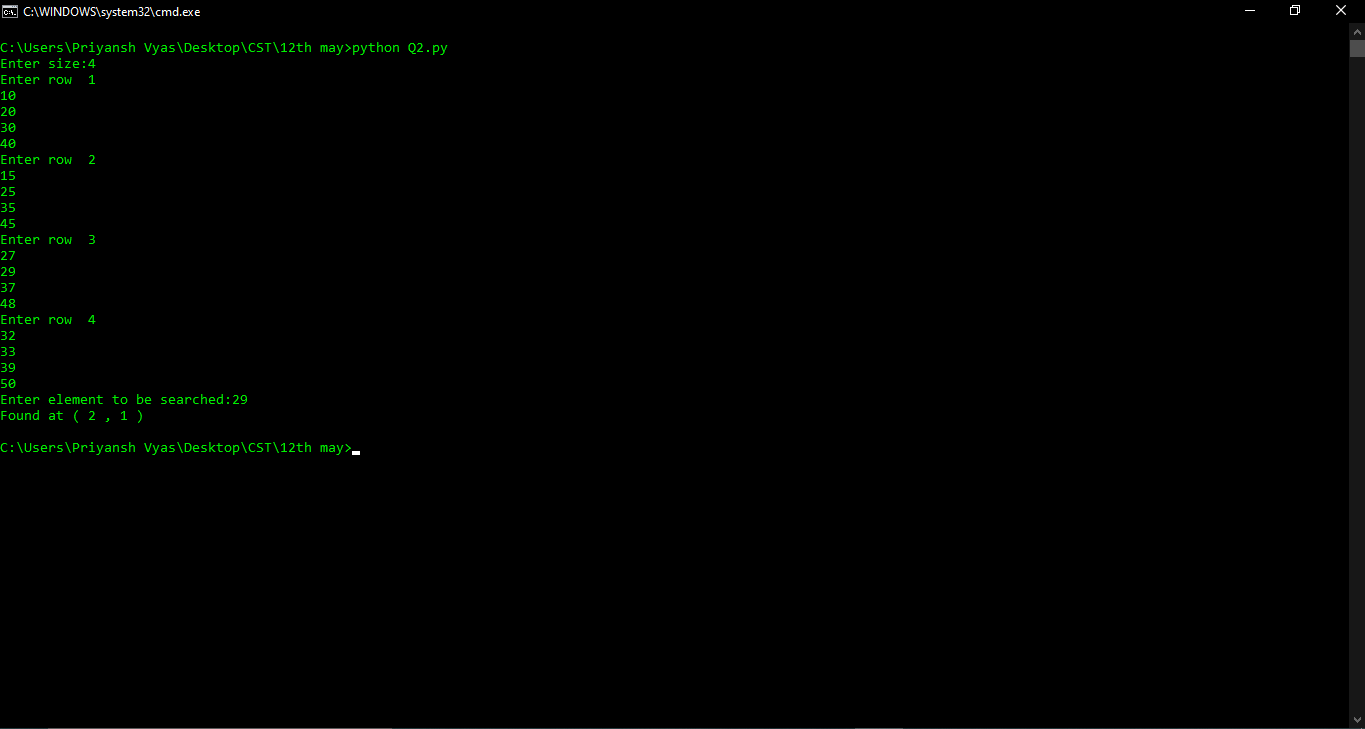 C:\WINDOWS\system32\cmd.exe
C:\Users\Priyansh Vyas\Desktop\CST\12th may>python Q2.py
Enter size:4
Enter row  1
10
20
30
40
Enter row  2
15
25
35
45
Enter row  3
27
29
37
48
Enter row  4
32
33
39
50
Enter element to be searched:29
Found at ( 2 , 1 )
C:\Users\Priyansh Vyas\Desktop\CST\12th may>